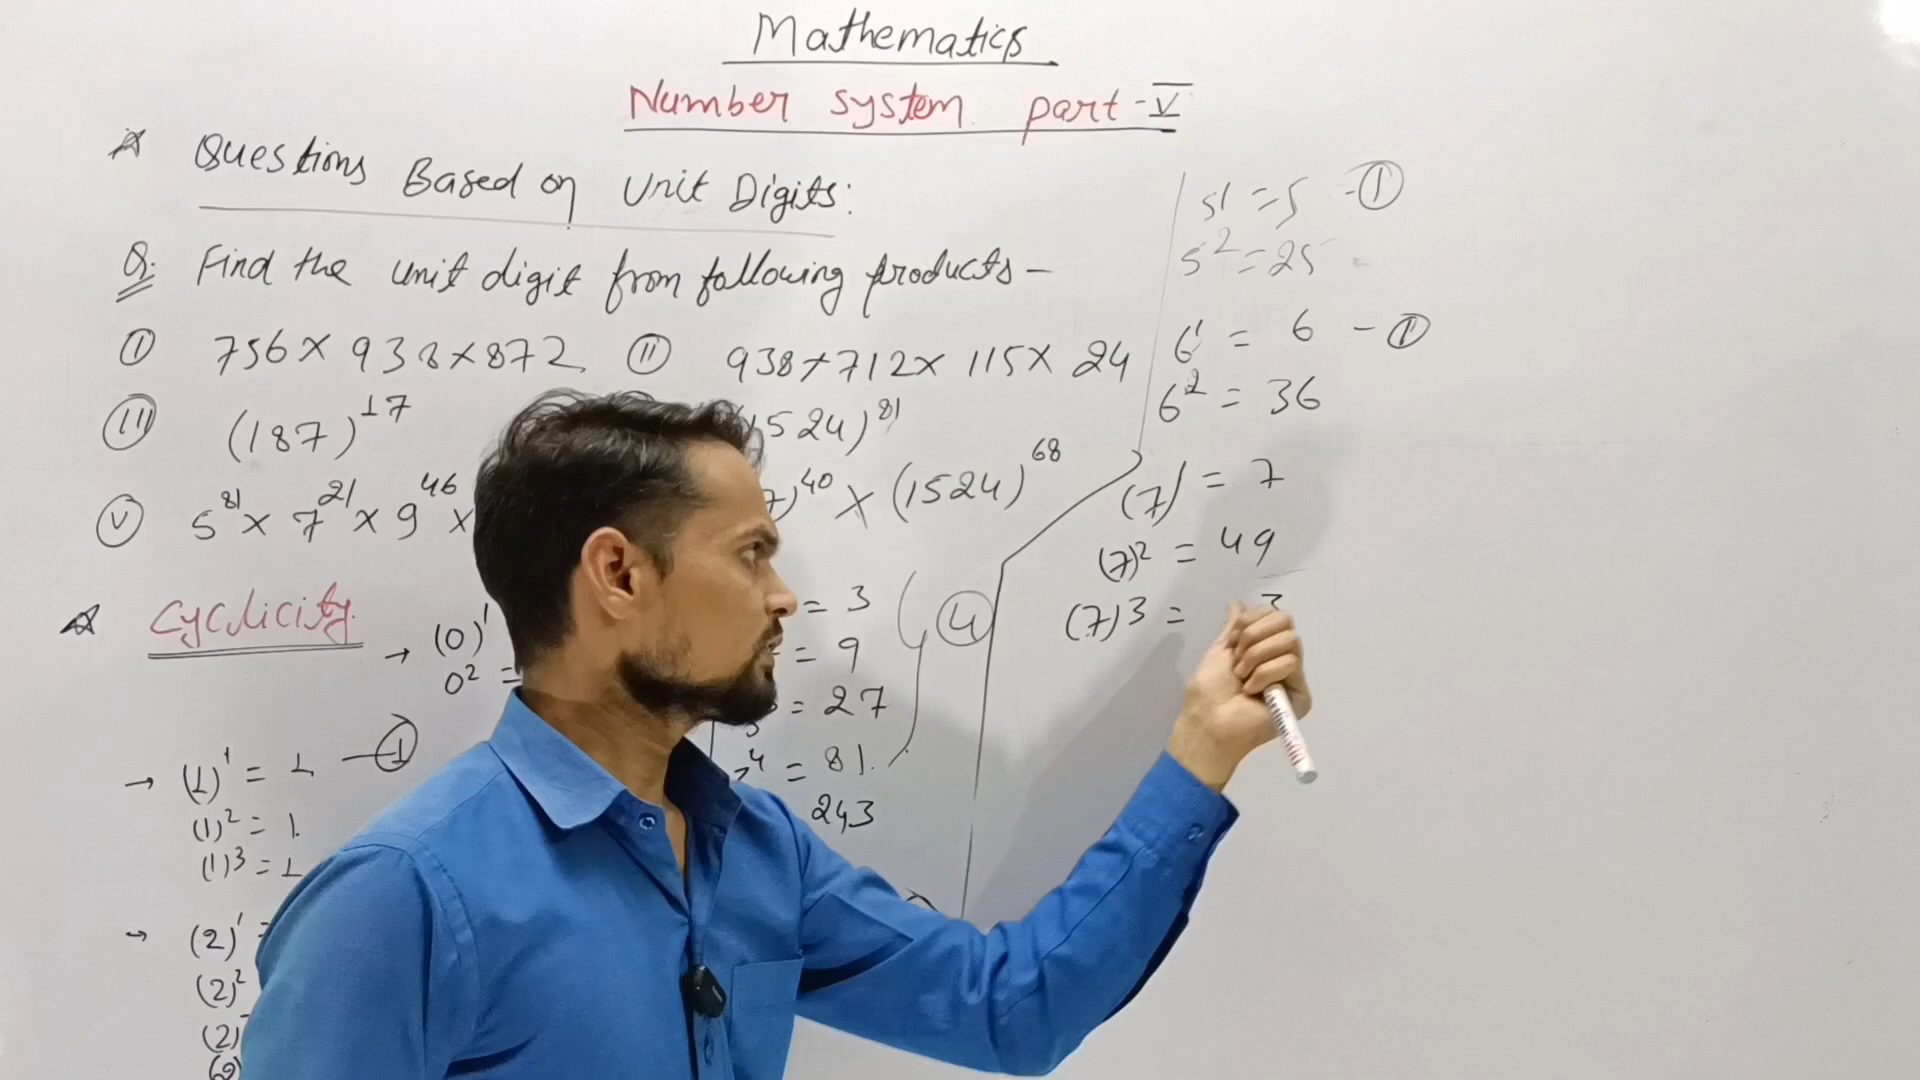 Mathematics
Number system part-V
Questions Based on Unit Digits:
Q. Find the unit digit from following products -
(I) 756 × 938 × 872 (II) 938 × 712 × 115 × 24
(III) (187)^17 1524)^81
(V) 5^81 × 7^21 × 9^46 × 7)^40 × (1524)^68
Cyclicity
→ (0)^1
0^2 =
→ (1)^1 = 1 - (1)
(1)^2 = 1.
(1)^3 = 1
→ (2)^1 =
(2)^2
(2)
= 3 (4)
= 9
= 27
^4 = 81.
243
5^1 = 5 - (1)
5^2 = 25 -
6^1 = 6 - (1)
6^2 = 36
(7)^1 = 7
(7)^2 = 49
(7)^3 = 3